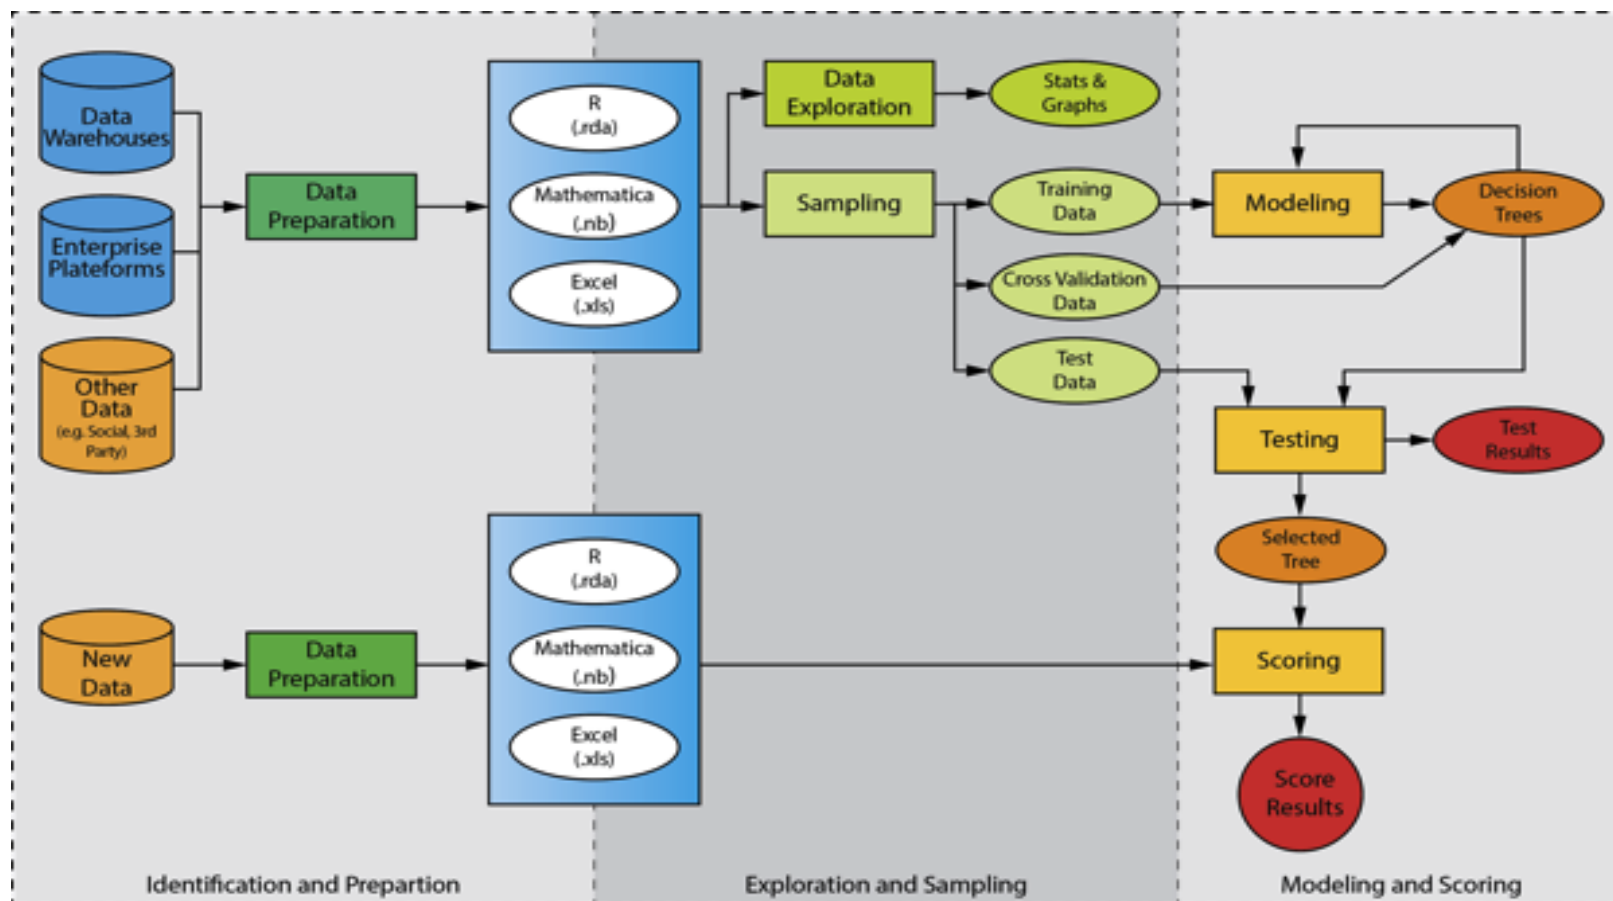 Data
Warehouses
Enterprise
Plateforms
Other
Data
(e.g. Social, 3rd
Party)
Data
Preparation
R
(.rda)
Mathematica
(.nb)
Excel
(.xls)
Data
Exploration
Stats &
Graphs
Sampling
Training
Data
Cross Validation
Data
Test
Data
Modeling
Decision
Trees
Testing
Test
Results
Selected
Tree
New
Data
Data
Preparation
R
(.rda)
Mathematica
(.nb)
Excel
(.xls)
Scoring
Score
Results
Identification and Prepartion
Exploration and Sampling
Modeling and Scoring